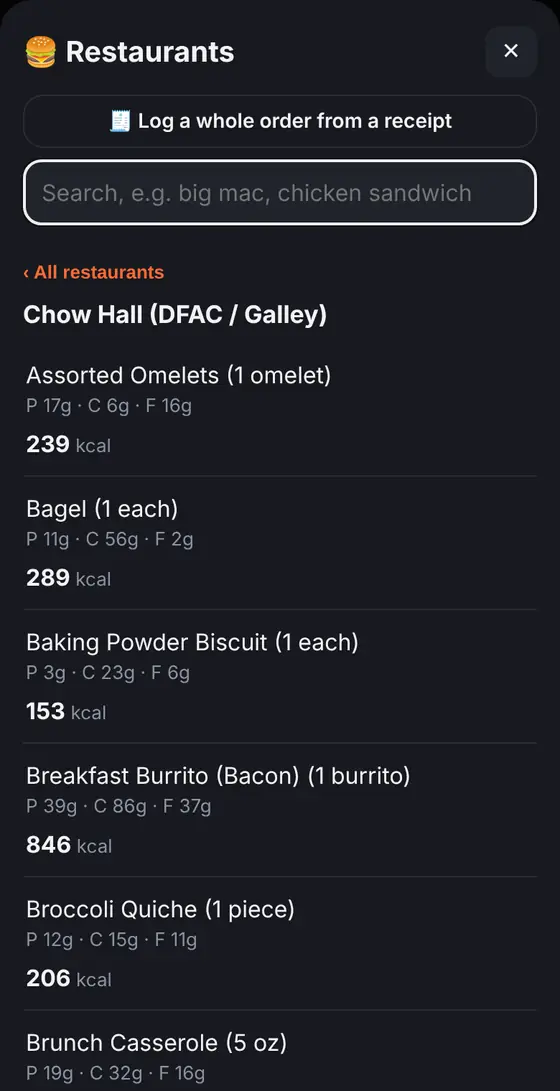 Restaurants
Log a whole order from a receipt
Search, e.g. big mac, chicken sandwich
‹ All restaurants
Chow Hall (DFAC / Galley)
Assorted Omelets (1 omelet)
P 17g · C 6g · F 16g
239 kcal
Bagel (1 each)
P 11g · C 56g · F 2g
289 kcal
Baking Powder Biscuit (1 each)
P 3g · C 23g · F 6g
153 kcal
Breakfast Burrito (Bacon) (1 burrito)
P 39g · C 86g · F 37g
846 kcal
Broccoli Quiche (1 piece)
P 12g · C 15g · F 11g
206 kcal
Brunch Casserole (5 oz)
P 19g · C 32g · F 16g